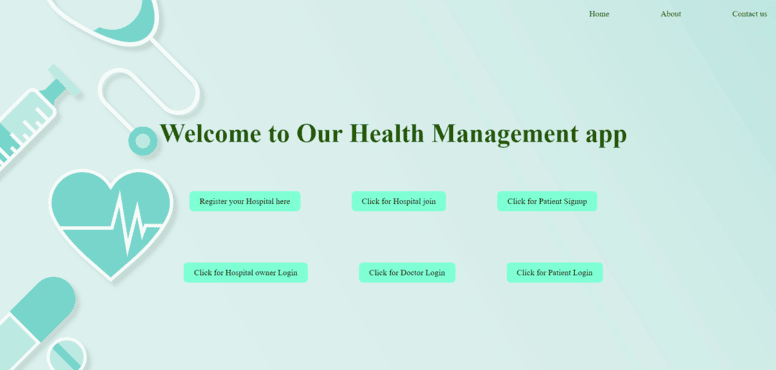 Home About Contact us
Welcome to Our Health Management app
Register your Hospital here Click for Hospital join Click for Patient Signup
Click for Hospital owner Login Click for Doctor Login Click for Patient Login